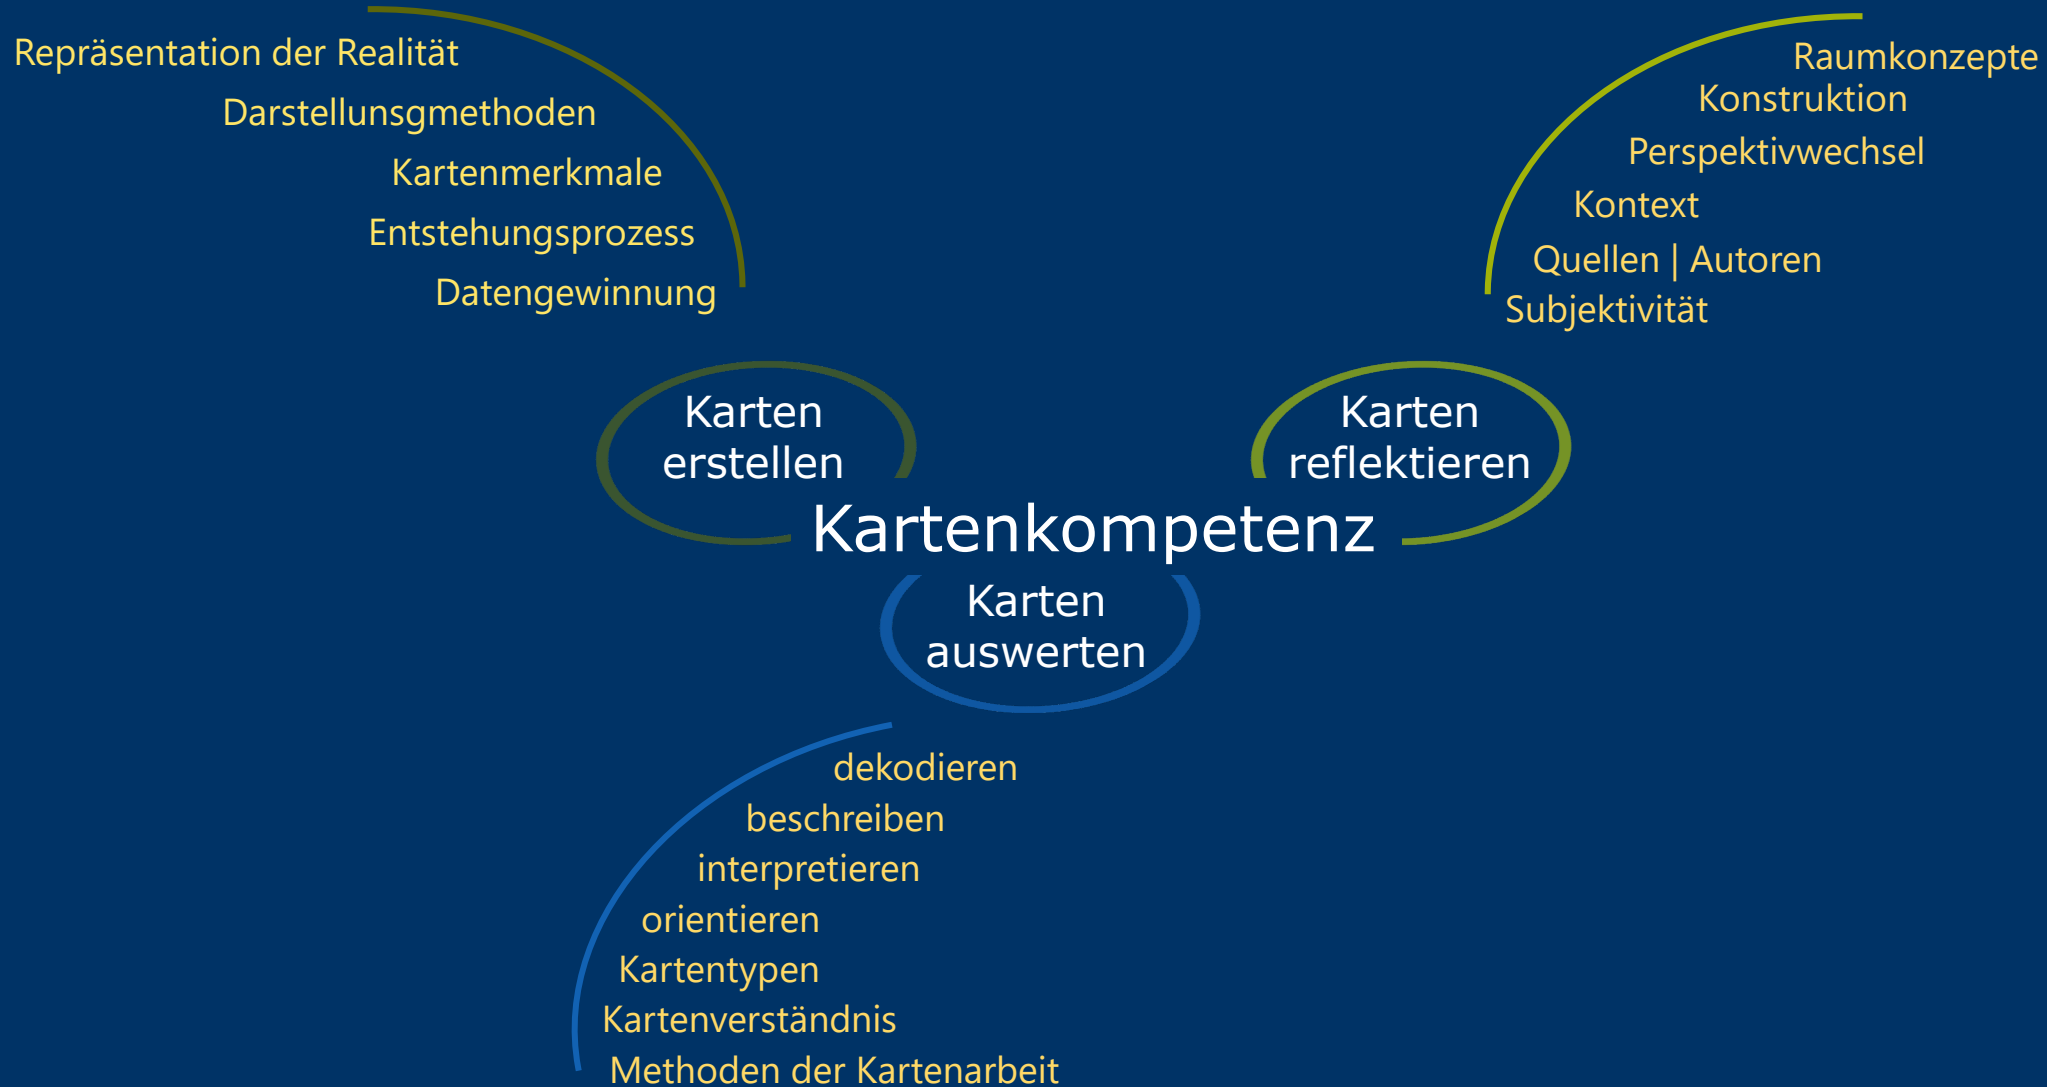 Repräsentation der Realität
Darstellunsgmethoden
Kartenmerkmale
Entstehungsprozess
Datengewinnung
Raumkonzepte
Konstruktion
Perspektivwechsel
Kontext
Quellen | Autoren
Subjektivität
Karten
erstellen
Karten
reflektieren
Kartenkompetenz
Karten
auswerten
dekodieren
beschreiben
interpretieren
orientieren
Kartentypen
Kartenverständnis
Methoden der Kartenarbeit